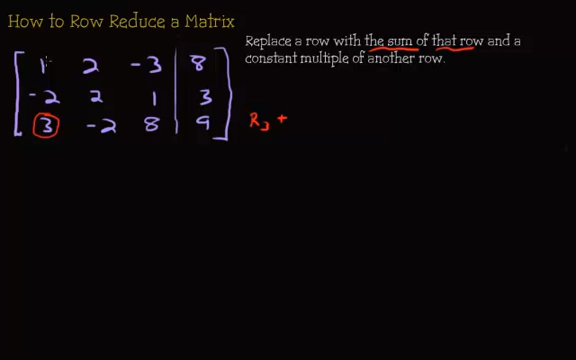 How to Row Reduce a Matrix
Replace a row with the sum of that row and a
constant multiple of another row.
1 2 -3 8
-2 2 1 3
3 -2 8 9 R3 +